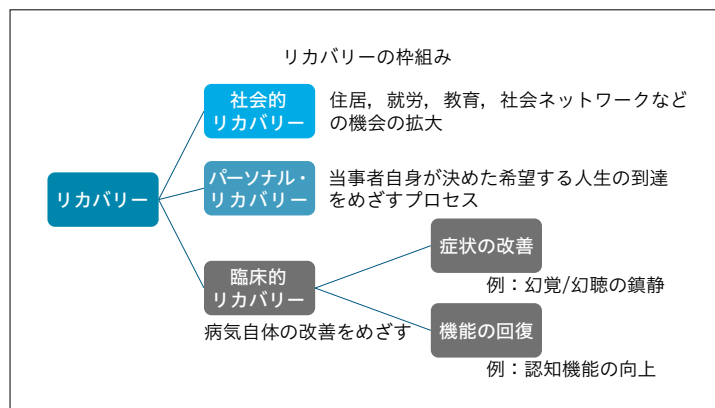 リカバリーの枠組み
社会的
リカバリー
住居，就労，教育，社会ネットワークなど
の機会の拡大
リカバリー
パーソナル・
リカバリー
当事者自身が決めた希望する人生の到達
をめざすプロセス
臨床的
リカバリー
病気自体の改善をめざす
症状の改善
例：幻覚/幻聴の鎮静
機能の回復
例：認知機能の向上